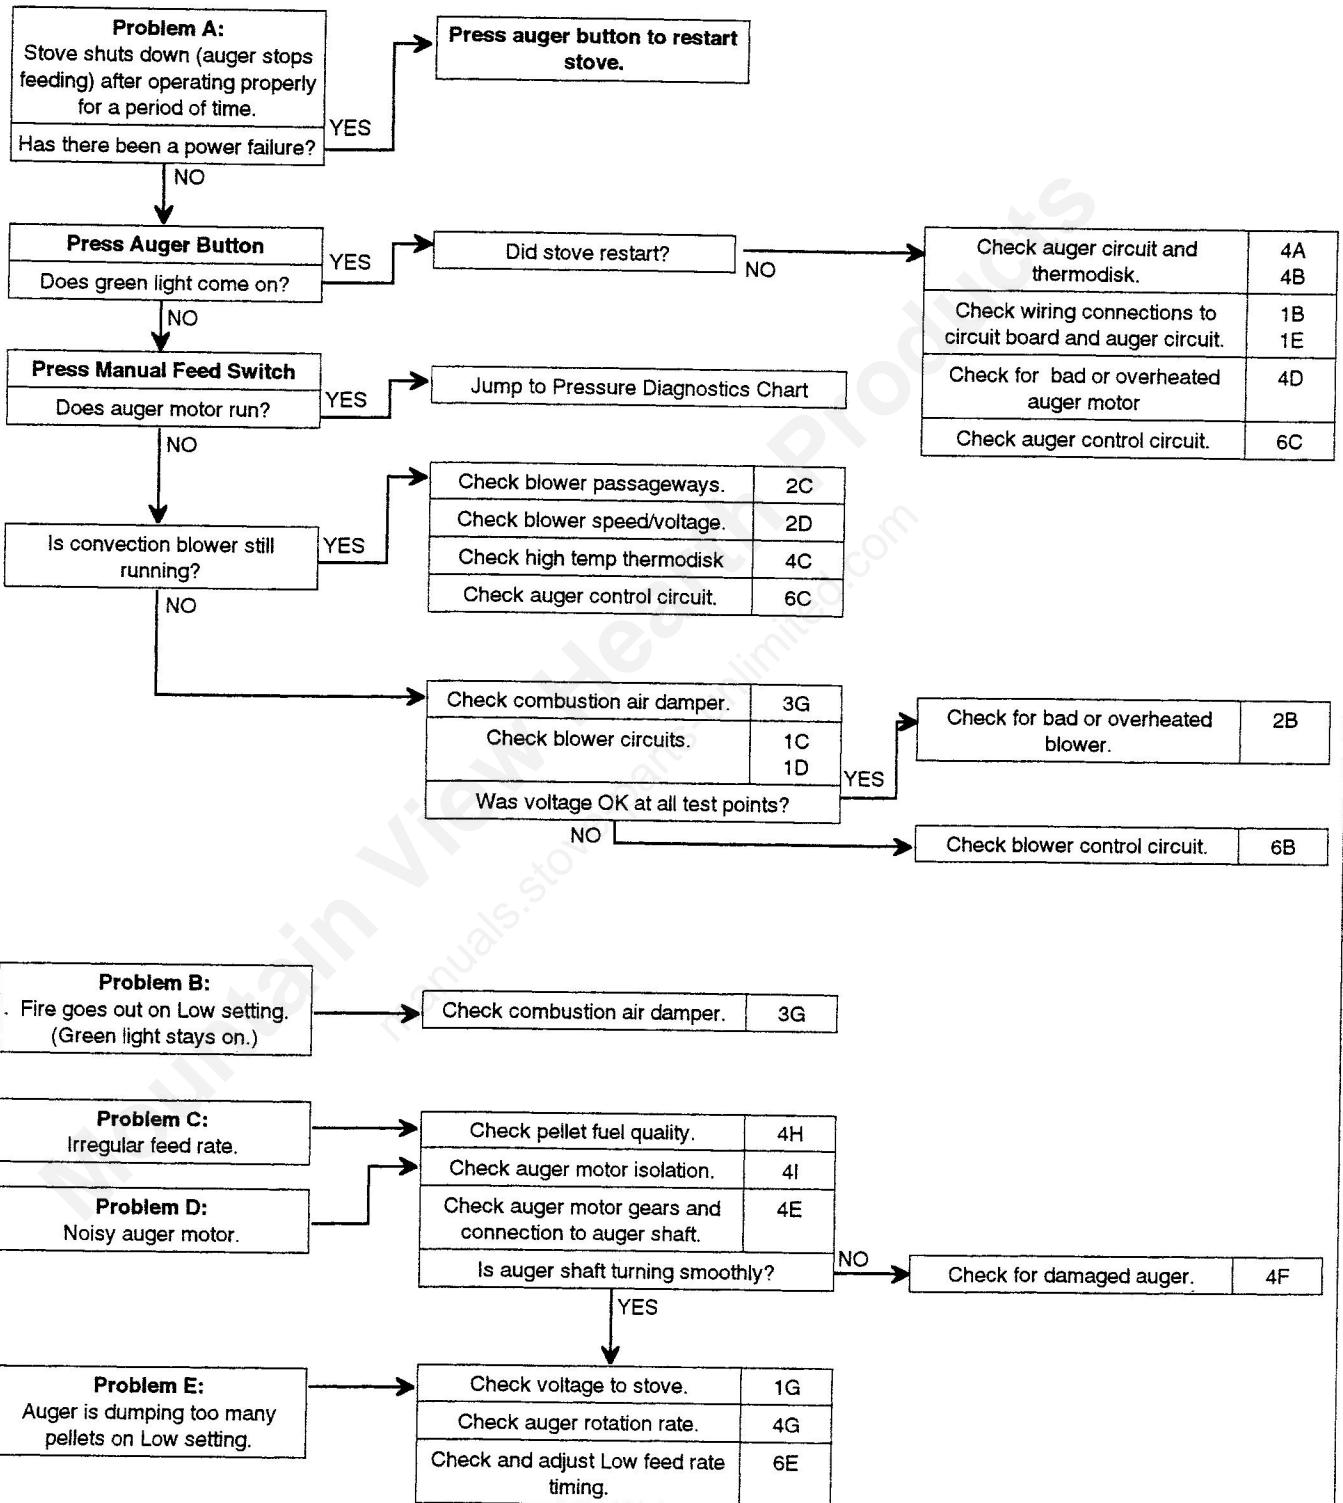 Problem A:
Stove shuts down (auger stops
feeding) after operating properly
for a period of time.
Has there been a power failure?
YES
Press auger button to restart
stove.
NO
Press Auger Button
Does green light come on?
YES
Did stove restart?
NO
Check auger circuit and
thermodisk.
4A
4B
Check wiring connections to
circuit board and auger circuit.
1B
1E
Check for bad or overheated
auger motor
4D
Check auger control circuit. 6C
NO
Press Manual Feed Switch
Does auger motor run?
YES
Jump to Pressure Diagnostics Chart
NO
Is convection blower still
running?
YES
Check blower passageways. 2C
Check blower speed/voltage. 2D
Check high temp thermodisk 4C
Check auger control circuit. 6C
NO
Check combustion air damper. 3G
Check blower circuits. 1C
1D
Was voltage OK at all test points?
YES
Check for bad or overheated
blower.
2B
NO
Check blower control circuit. 6B
Problem B:
. Fire goes out on Low setting.
(Green light stays on.)
Check combustion air damper. 3G
Problem C:
Irregular feed rate.
Problem D:
Noisy auger motor.
Check pellet fuel quality. 4H
Check auger motor isolation. 4I
Check auger motor gears and
connection to auger shaft.
4E
Is auger shaft turning smoothly?
NO
Check for damaged auger. 4F
YES
Problem E:
Auger is dumping too many
pellets on Low setting.
Check voltage to stove. 1G
Check auger rotation rate. 4G
Check and adjust Low feed rate
timing.
6E
Mountain View Hearth Products
manuals.stove-parts-unlimited.com